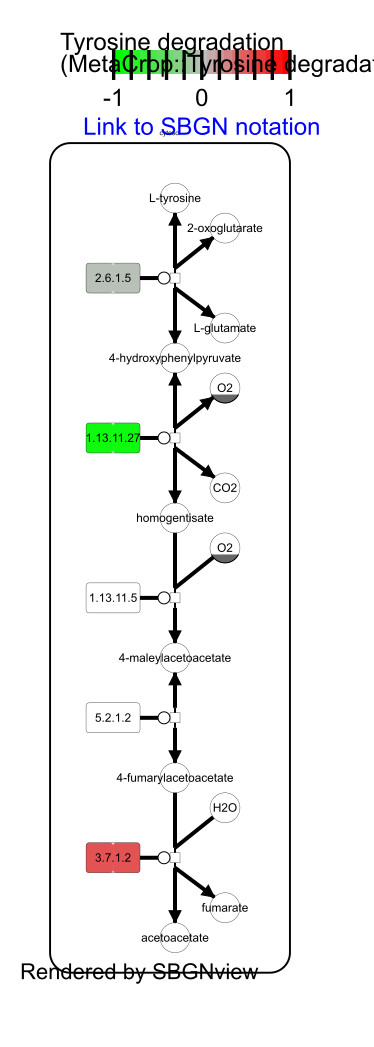 Tyrosine degradation
(MetaCrop::Tyrosine degradat
-1 0 1
Link to SBGN notation
L-tyrosine
2-oxoglutarate
2.6.1.5
L-glutamate
4-hydroxyphenylpyruvate
O2
1.13.11.27
CO2
homogentisate
O2
1.13.11.5
4-maleylacetoacetate
5.2.1.2
4-fumarylacetoacetate
H2O
3.7.1.2
fumarate
acetoacetate
Rendered by SBGNview